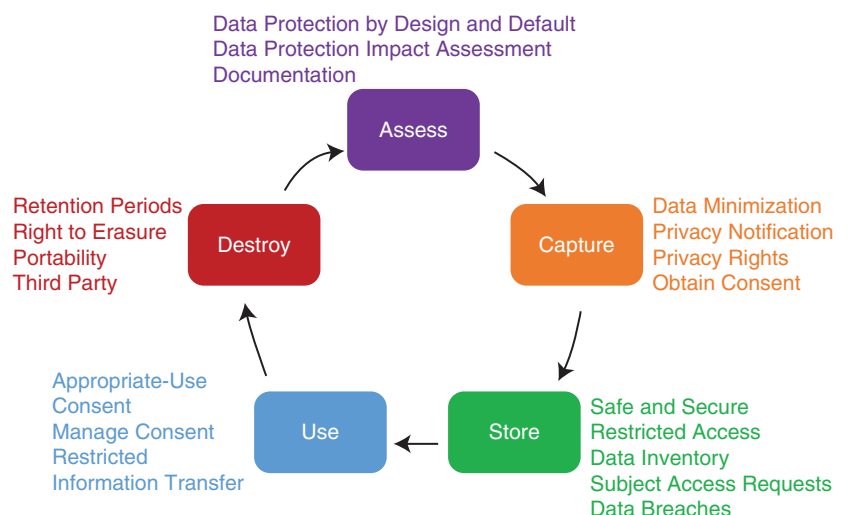 Data Protection by Design and Default
Data Protection Impact Assessment
Documentation
Assess
Capture
Data Minimization
Privacy Notification
Privacy Rights
Obtain Consent
Store
Safe and Secure
Restricted Access
Data Inventory
Subject Access Requests
Data Breaches
Use
Appropriate-Use
Consent
Manage Consent
Restricted
Information Transfer
Destroy
Retention Periods
Right to Erasure
Portability
Third Party